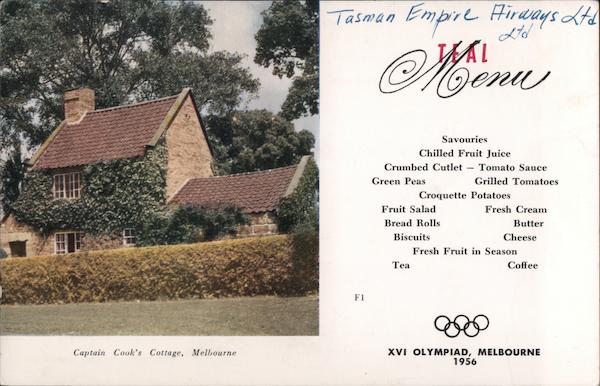 Tasman Empire Airways Ltd
Ltd
TEAL
Menu
Savouries
Chilled Fruit Juice
Crumbed Cutlet — Tomato Sauce
Green Peas Grilled Tomatoes
Croquette Potatoes
Fruit Salad Fresh Cream
Bread Rolls Butter
Biscuits Cheese
Fresh Fruit in Season
Tea Coffee
F1
XVI OLYMPIAD, MELBOURNE
1956
Captain Cook's Cottage, Melbourne